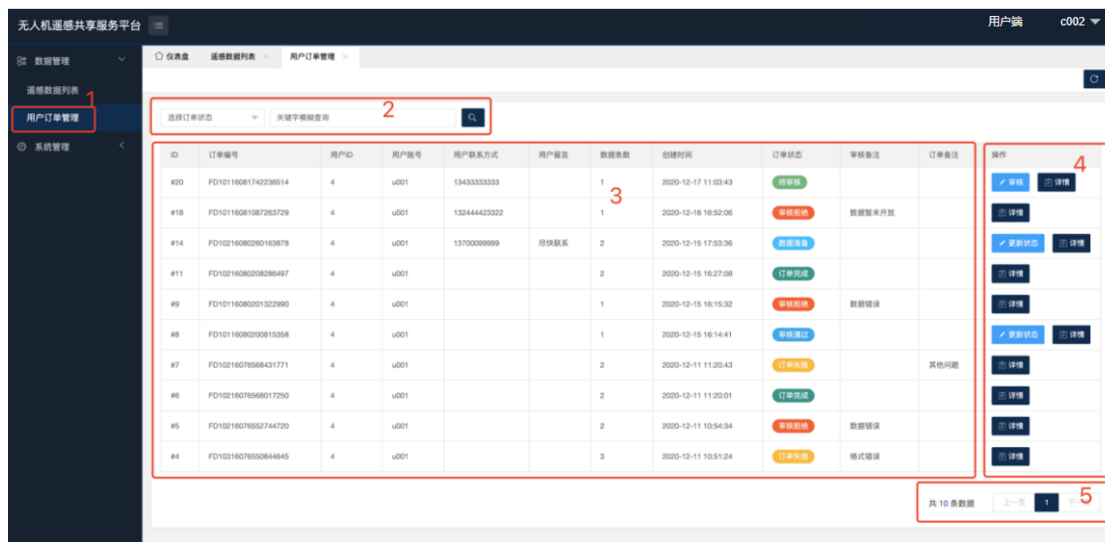 无人机遥感共享服务平台 用户端 c002
数据管理 仪表盘 遥感数据列表 用户订单管理
遥感数据列表 1
用户订单管理 选择订单状态 关键字模糊查询 2
系统管理
ID 订单编号 用户ID 用户账号 用户联系方式 用户留言 数据条数 创建时间 订单状态 审核备注 订单备注 操作 4
#20 FD10116081742236514 4 u001 13433333333 1 2020-12-17 11:03:43 待审核 审核 详情
3
#18 FD10116081087263729 4 u001 132444423322 1 2020-12-16 16:52:06 审核拒绝 数据暂未开放 详情
#14 FD10216080260163878 4 u001 13700099999 尽快联系 2 2020-12-15 17:53:36 数据准备 更新状态 详情
#11 FD10216080208286497 4 u001 2 2020-12-15 16:27:08 订单完成 详情
#9 FD10116080201322990 4 u001 1 2020-12-15 16:15:32 审核拒绝 数据错误 详情
#8 FD10116080200815358 4 u001 1 2020-12-15 16:14:41 审核通过 更新状态 详情
#7 FD10216076568431771 4 u001 2 2020-12-11 11:20:43 订单失败 其他问题 详情
#6 FD10216076568017250 4 u001 2 2020-12-11 11:20:01 订单完成 详情
#5 FD10216076552744720 4 u001 2 2020-12-11 10:54:34 审核拒绝 数据错误 详情
#4 FD10316076550844645 4 u001 3 2020-12-11 10:51:24 订单失败 格式错误 详情
共 10 条数据 上一页 1 5